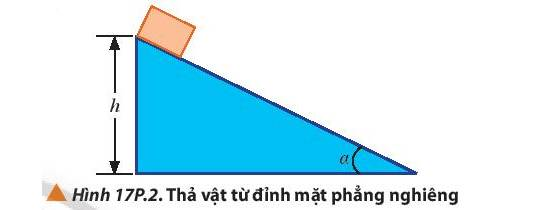 h
α
Hình 17P.2. Thả vật từ đỉnh mặt phẳng nghiêng